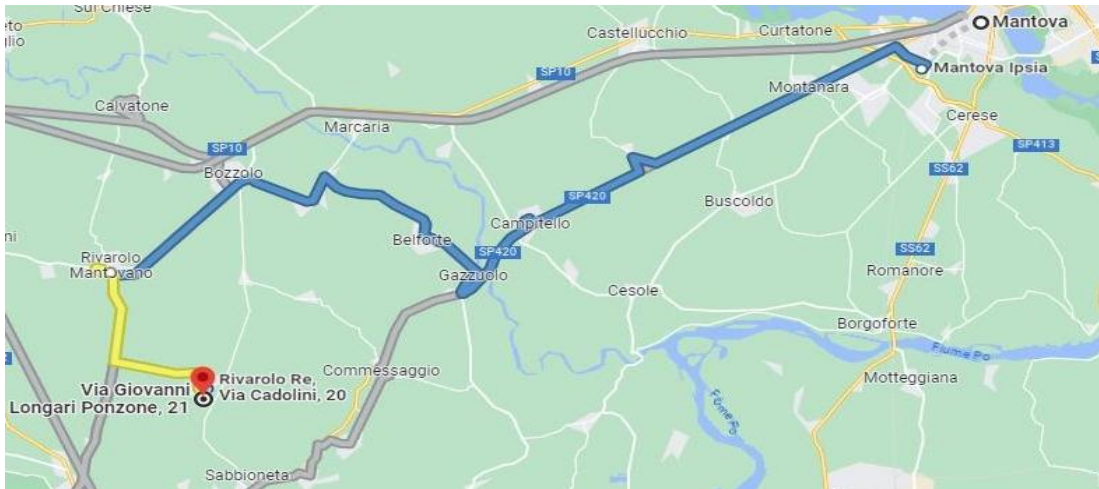 Sul Chiese
Mantova
Castellucchio
Curtatone
SP10
Mantova Ipsia
Montanara
Calvatone
Marcaria
Cerese
SP413
SP10
Bozzolo
SS62
SP420
Buscoldo
Campitello
Belforte
SP420
SS62
Rivarolo
Mantovano
Gazzuolo
Romanore
Cesole
Borgoforte
Fiume Po
Commessaggio
Motteggiana
Via Giovanni
Longari Ponzone, 21
Rivarolo Re,
Via Cadolini, 20
Fiume Po
Sabbioneta